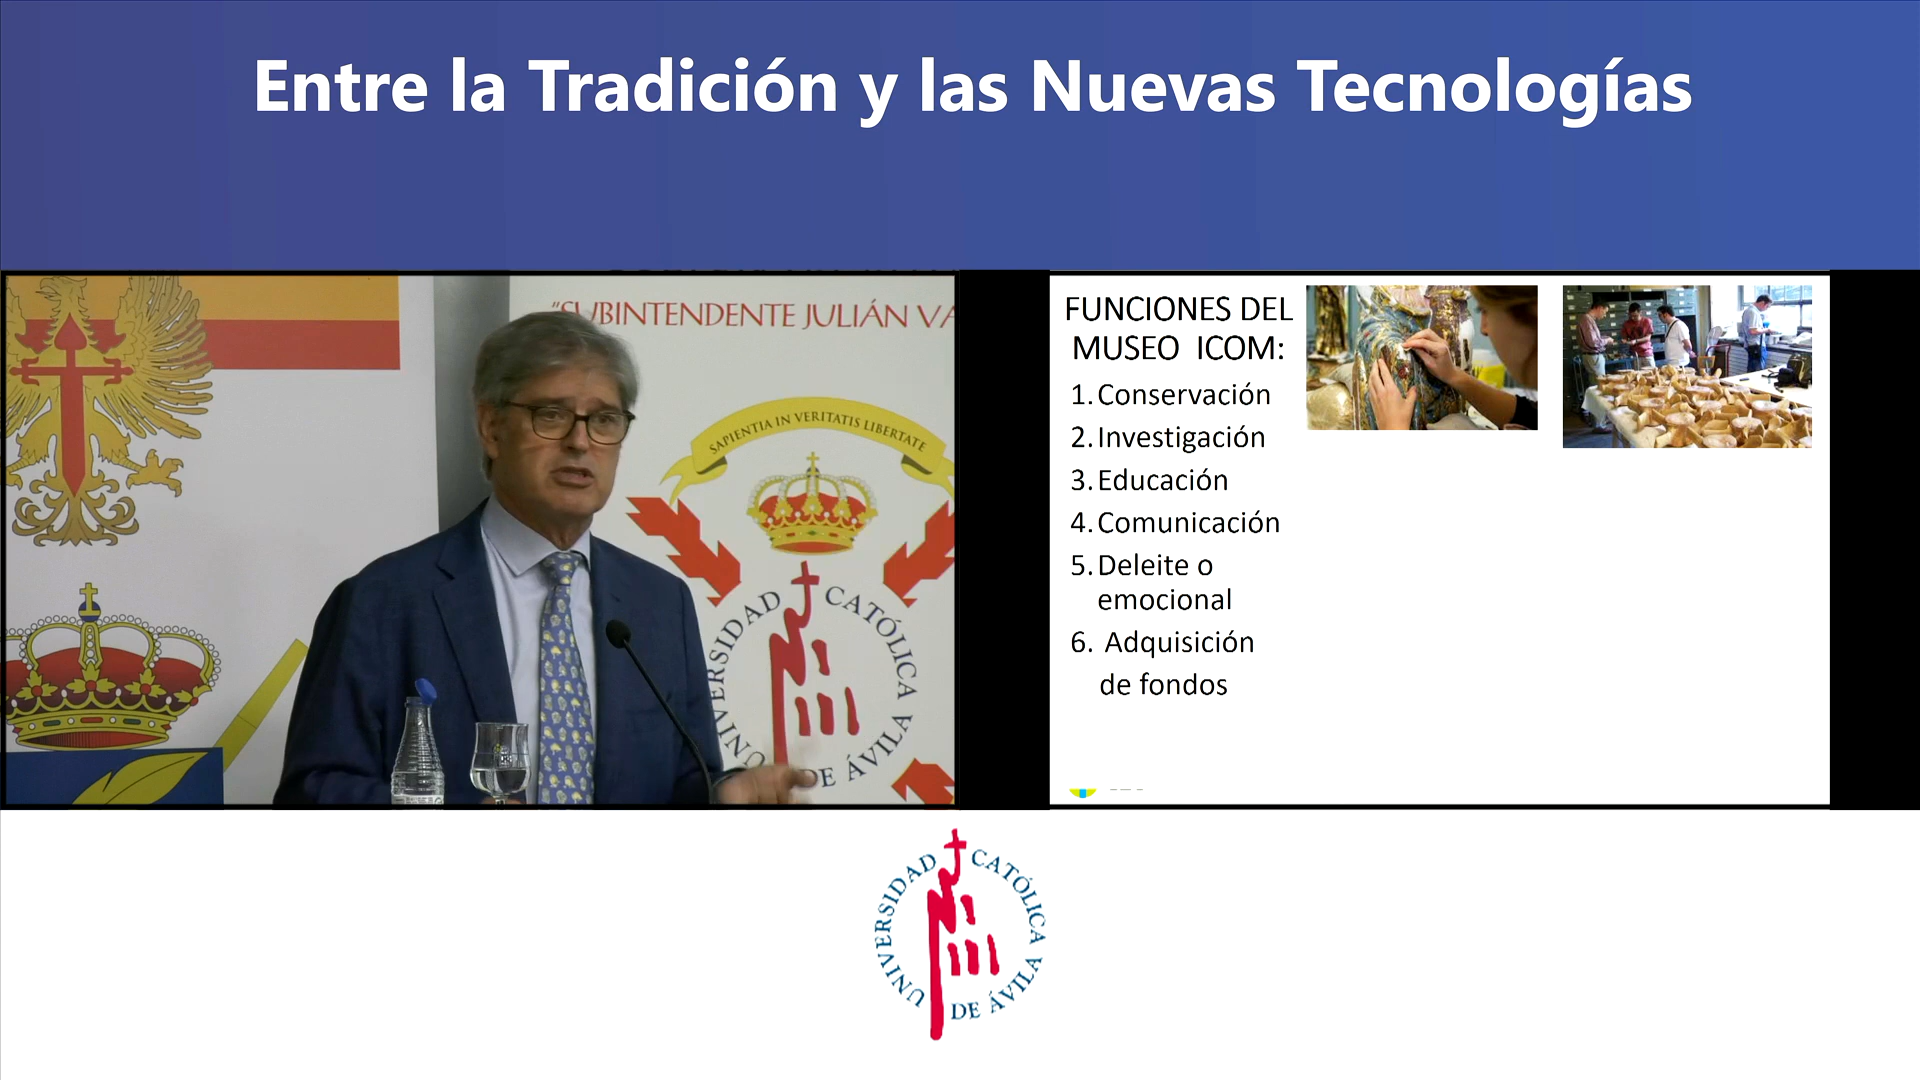 Entre la Tradición y las Nuevas Tecnologías
"SUBINTENDENTE JULIÁN VA
SAPIENTIA IN VERITATIS LIBERTATE
UNIVERSIDAD CATÓLICA DE ÁVILA
FUNCIONES DEL
MUSEO ICOM:
1. Conservación
2. Investigación
3. Educación
4. Comunicación
5. Deleite o
emocional
6. Adquisición
de fondos
UNIVERSIDAD CATÓLICA DE ÁVILA